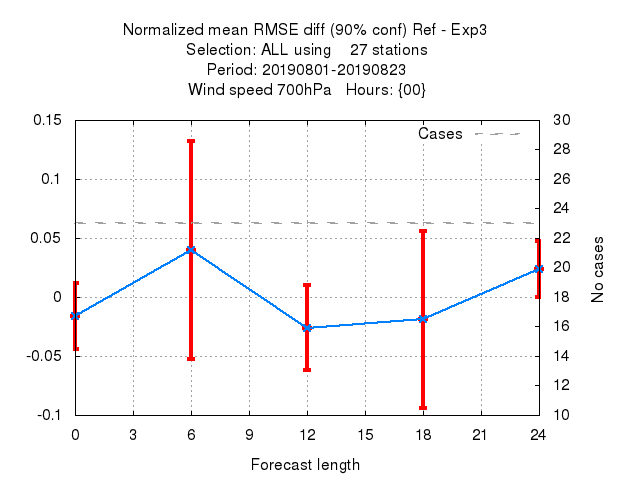 Normalized mean RMSE diff (90% conf) Ref - Exp3
Selection: ALL using    27 stations
Period: 20190801-20190823
Wind speed 700hPa   Hours: {00}
Cases
0.15
0.1
0.05
0
-0.05
-0.1
30
28
26
24
22
20
18
16
14
12
10
No cases
0 3 6 9 12 15 18 21 24
Forecast length